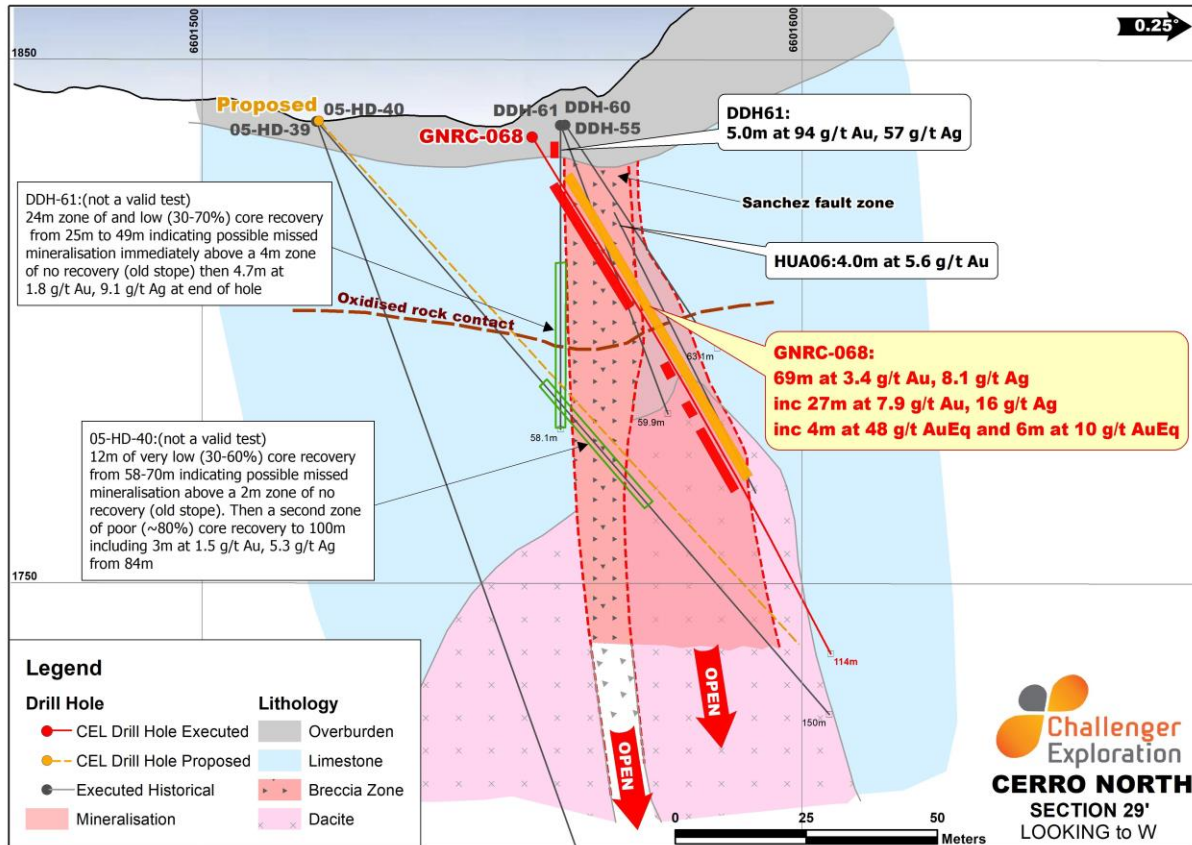 6601500
6601600
0.25°
1850
Proposed
05-HD-40
05-HD-39
DDH-61
DDH-60
DDH-55
GNRC-068
DDH61:
5.0m at 94 g/t Au, 57 g/t Ag
Sanchez fault zone
HUA06:4.0m at 5.6 g/t Au
DDH-61:(not a valid test)
24m zone of and low (30-70%) core recovery
from 25m to 49m indicating possible missed
mineralisation immediately above a 4m zone
of no recovery (old stope) then 4.7m at
1.8 g/t Au, 9.1 g/t Ag at end of hole
Oxidised rock contact
63.1m
GNRC-068:
69m at 3.4 g/t Au, 8.1 g/t Ag
inc 27m at 7.9 g/t Au, 16 g/t Ag
inc 4m at 48 g/t AuEq and 6m at 10 g/t AuEq
59.9m
58.1m
05-HD-40:(not a valid test)
12m of very low (30-60%) core recovery
from 58-70m indicating possible missed
mineralisation above a 2m zone of no
recovery (old stope). Then a second zone
of poor (~80%) core recovery to 100m
including 3m at 1.5 g/t Au, 5.3 g/t Ag
from 84m
1750
114m
150m
OPEN
OPEN
Legend
Drill Hole
CEL Drill Hole Executed
CEL Drill Hole Proposed
Executed Historical
Mineralisation
Lithology
Overburden
Limestone
Breccia Zone
Dacite
0 25 50
Meters
Challenger
Exploration
CERRO NORTH
SECTION 29'
LOOKING to W